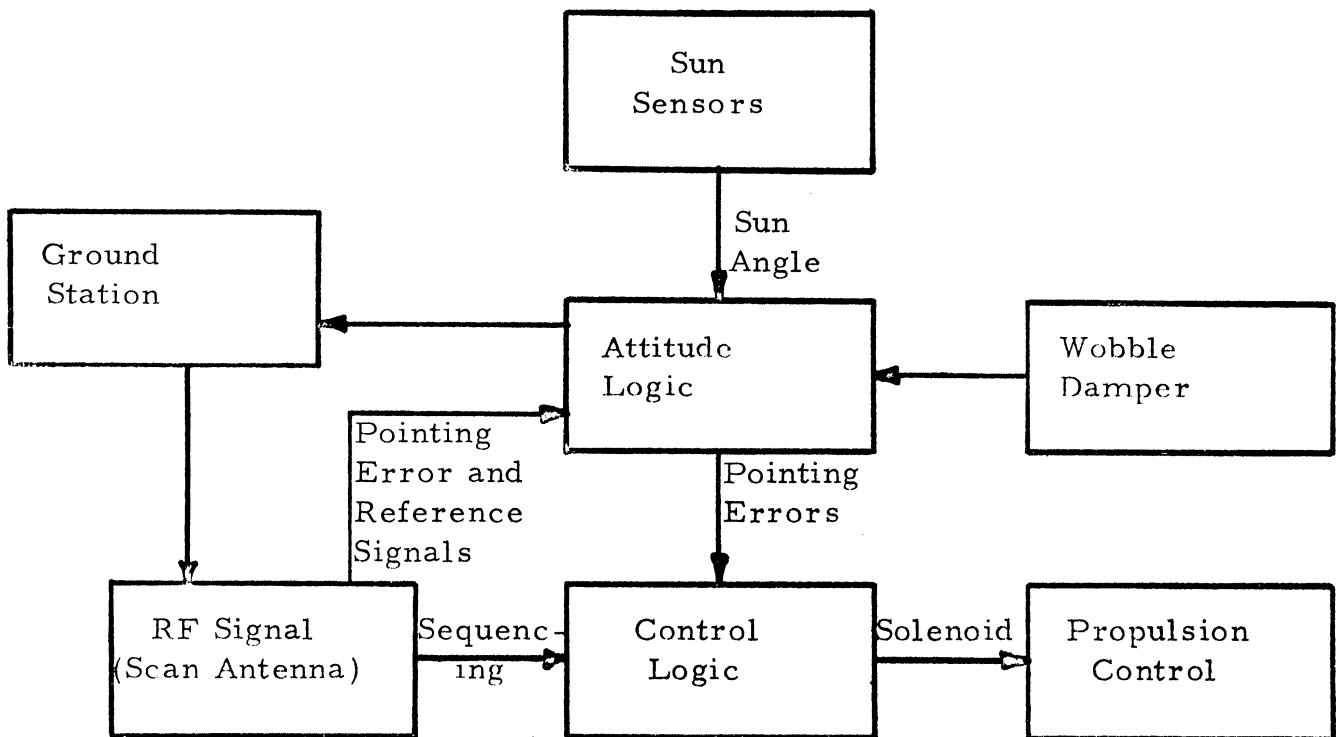 Sun
Sensors
Sun
Angle
Ground
Station
Attitude
Logic
Wobble
Damper
Pointing
Error and
Reference
Signals
Pointing
Errors
RF Signal
(Scan Antenna)
Sequenc-
ing
Control
Logic
Solenoid
Propulsion
Control